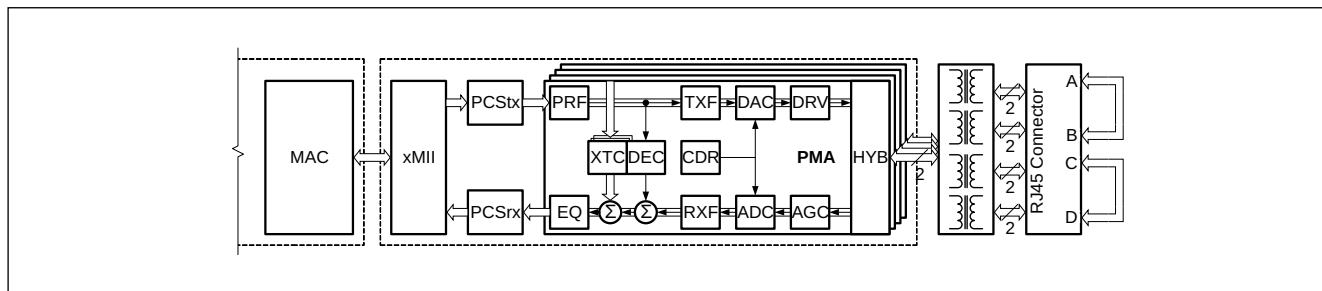 MAC
xMII
PCStx
PCSrx
PRF
TXF
DAC
DRV
XTC
DEC
CDR
PMA
HYB
EQ
Σ
Σ
RXF
ADC
AGC
2
2
2
2
2
RJ45 Connector
A
B
C
D